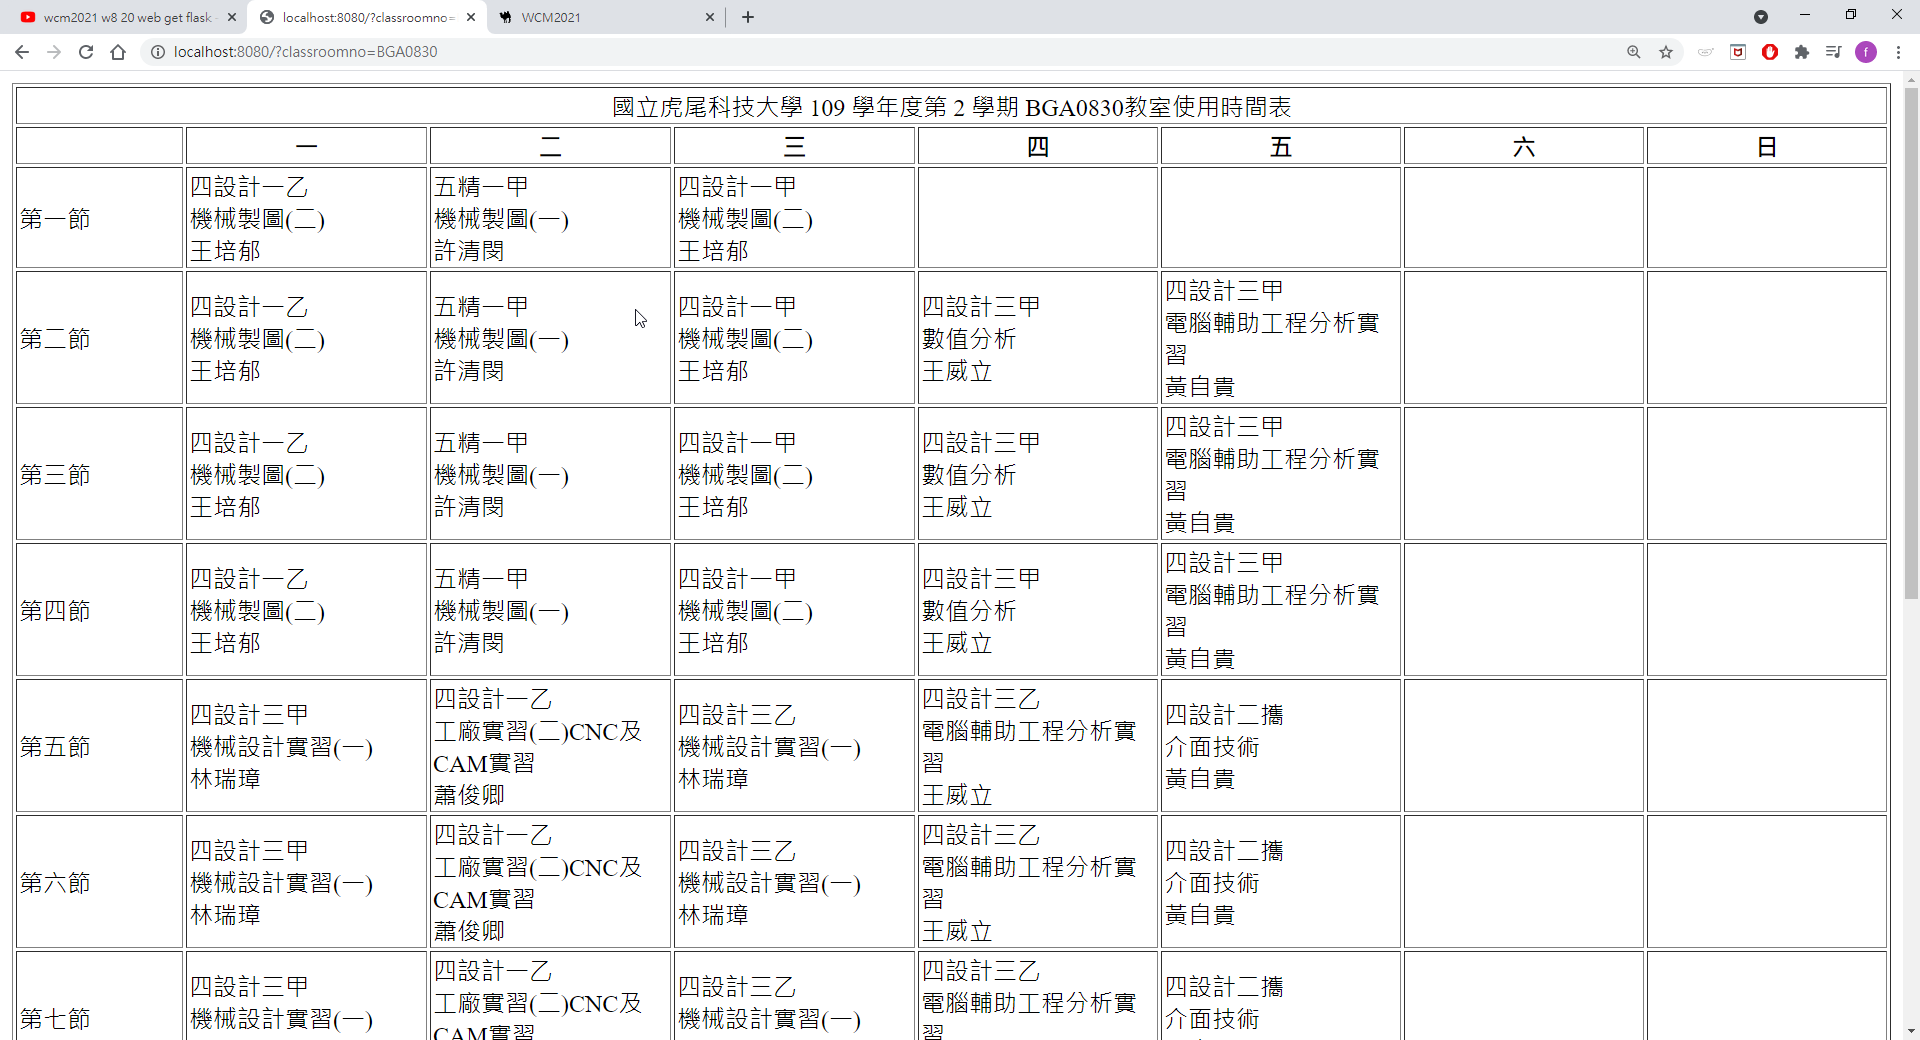 wcm2021 w8 20 web get flask
localhost:8080/?classroomno=
WCM2021
localhost:8080/?classroomno=BGA0830
f
國立虎尾科技大學 109 學年度第 2 學期 BGA0830教室使用時間表
一 二 三 四 五 六 日
第一節
四設計一乙
機械製圖(二)
王培郁
五精一甲
機械製圖(一)
許清閔
四設計一甲
機械製圖(二)
王培郁
第二節
四設計一乙
機械製圖(二)
王培郁
五精一甲
機械製圖(一)
許清閔
四設計一甲
機械製圖(二)
王培郁
四設計三甲
數值分析
王威立
四設計三甲
電腦輔助工程分析實
習
黃自貴
第三節
四設計一乙
機械製圖(二)
王培郁
五精一甲
機械製圖(一)
許清閔
四設計一甲
機械製圖(二)
王培郁
四設計三甲
數值分析
王威立
四設計三甲
電腦輔助工程分析實
習
黃自貴
第四節
四設計一乙
機械製圖(二)
王培郁
五精一甲
機械製圖(一)
許清閔
四設計一甲
機械製圖(二)
王培郁
四設計三甲
數值分析
王威立
四設計三甲
電腦輔助工程分析實
習
黃自貴
第五節
四設計三甲
機械設計實習(一)
林瑞璋
四設計一乙
工廠實習(二)CNC及
CAM實習
蕭俊卿
四設計三乙
機械設計實習(一)
林瑞璋
四設計三乙
電腦輔助工程分析實
習
王威立
四設計二攜
介面技術
黃自貴
第六節
四設計三甲
機械設計實習(一)
林瑞璋
四設計一乙
工廠實習(二)CNC及
CAM實習
蕭俊卿
四設計三乙
機械設計實習(一)
林瑞璋
四設計三乙
電腦輔助工程分析實
習
王威立
四設計二攜
介面技術
黃自貴
第七節
四設計三甲
機械設計實習(一)
四設計一乙
工廠實習(二)CNC及
CAM實習
四設計三乙
機械設計實習(一)
四設計三乙
電腦輔助工程分析實
習
四設計二攜
介面技術